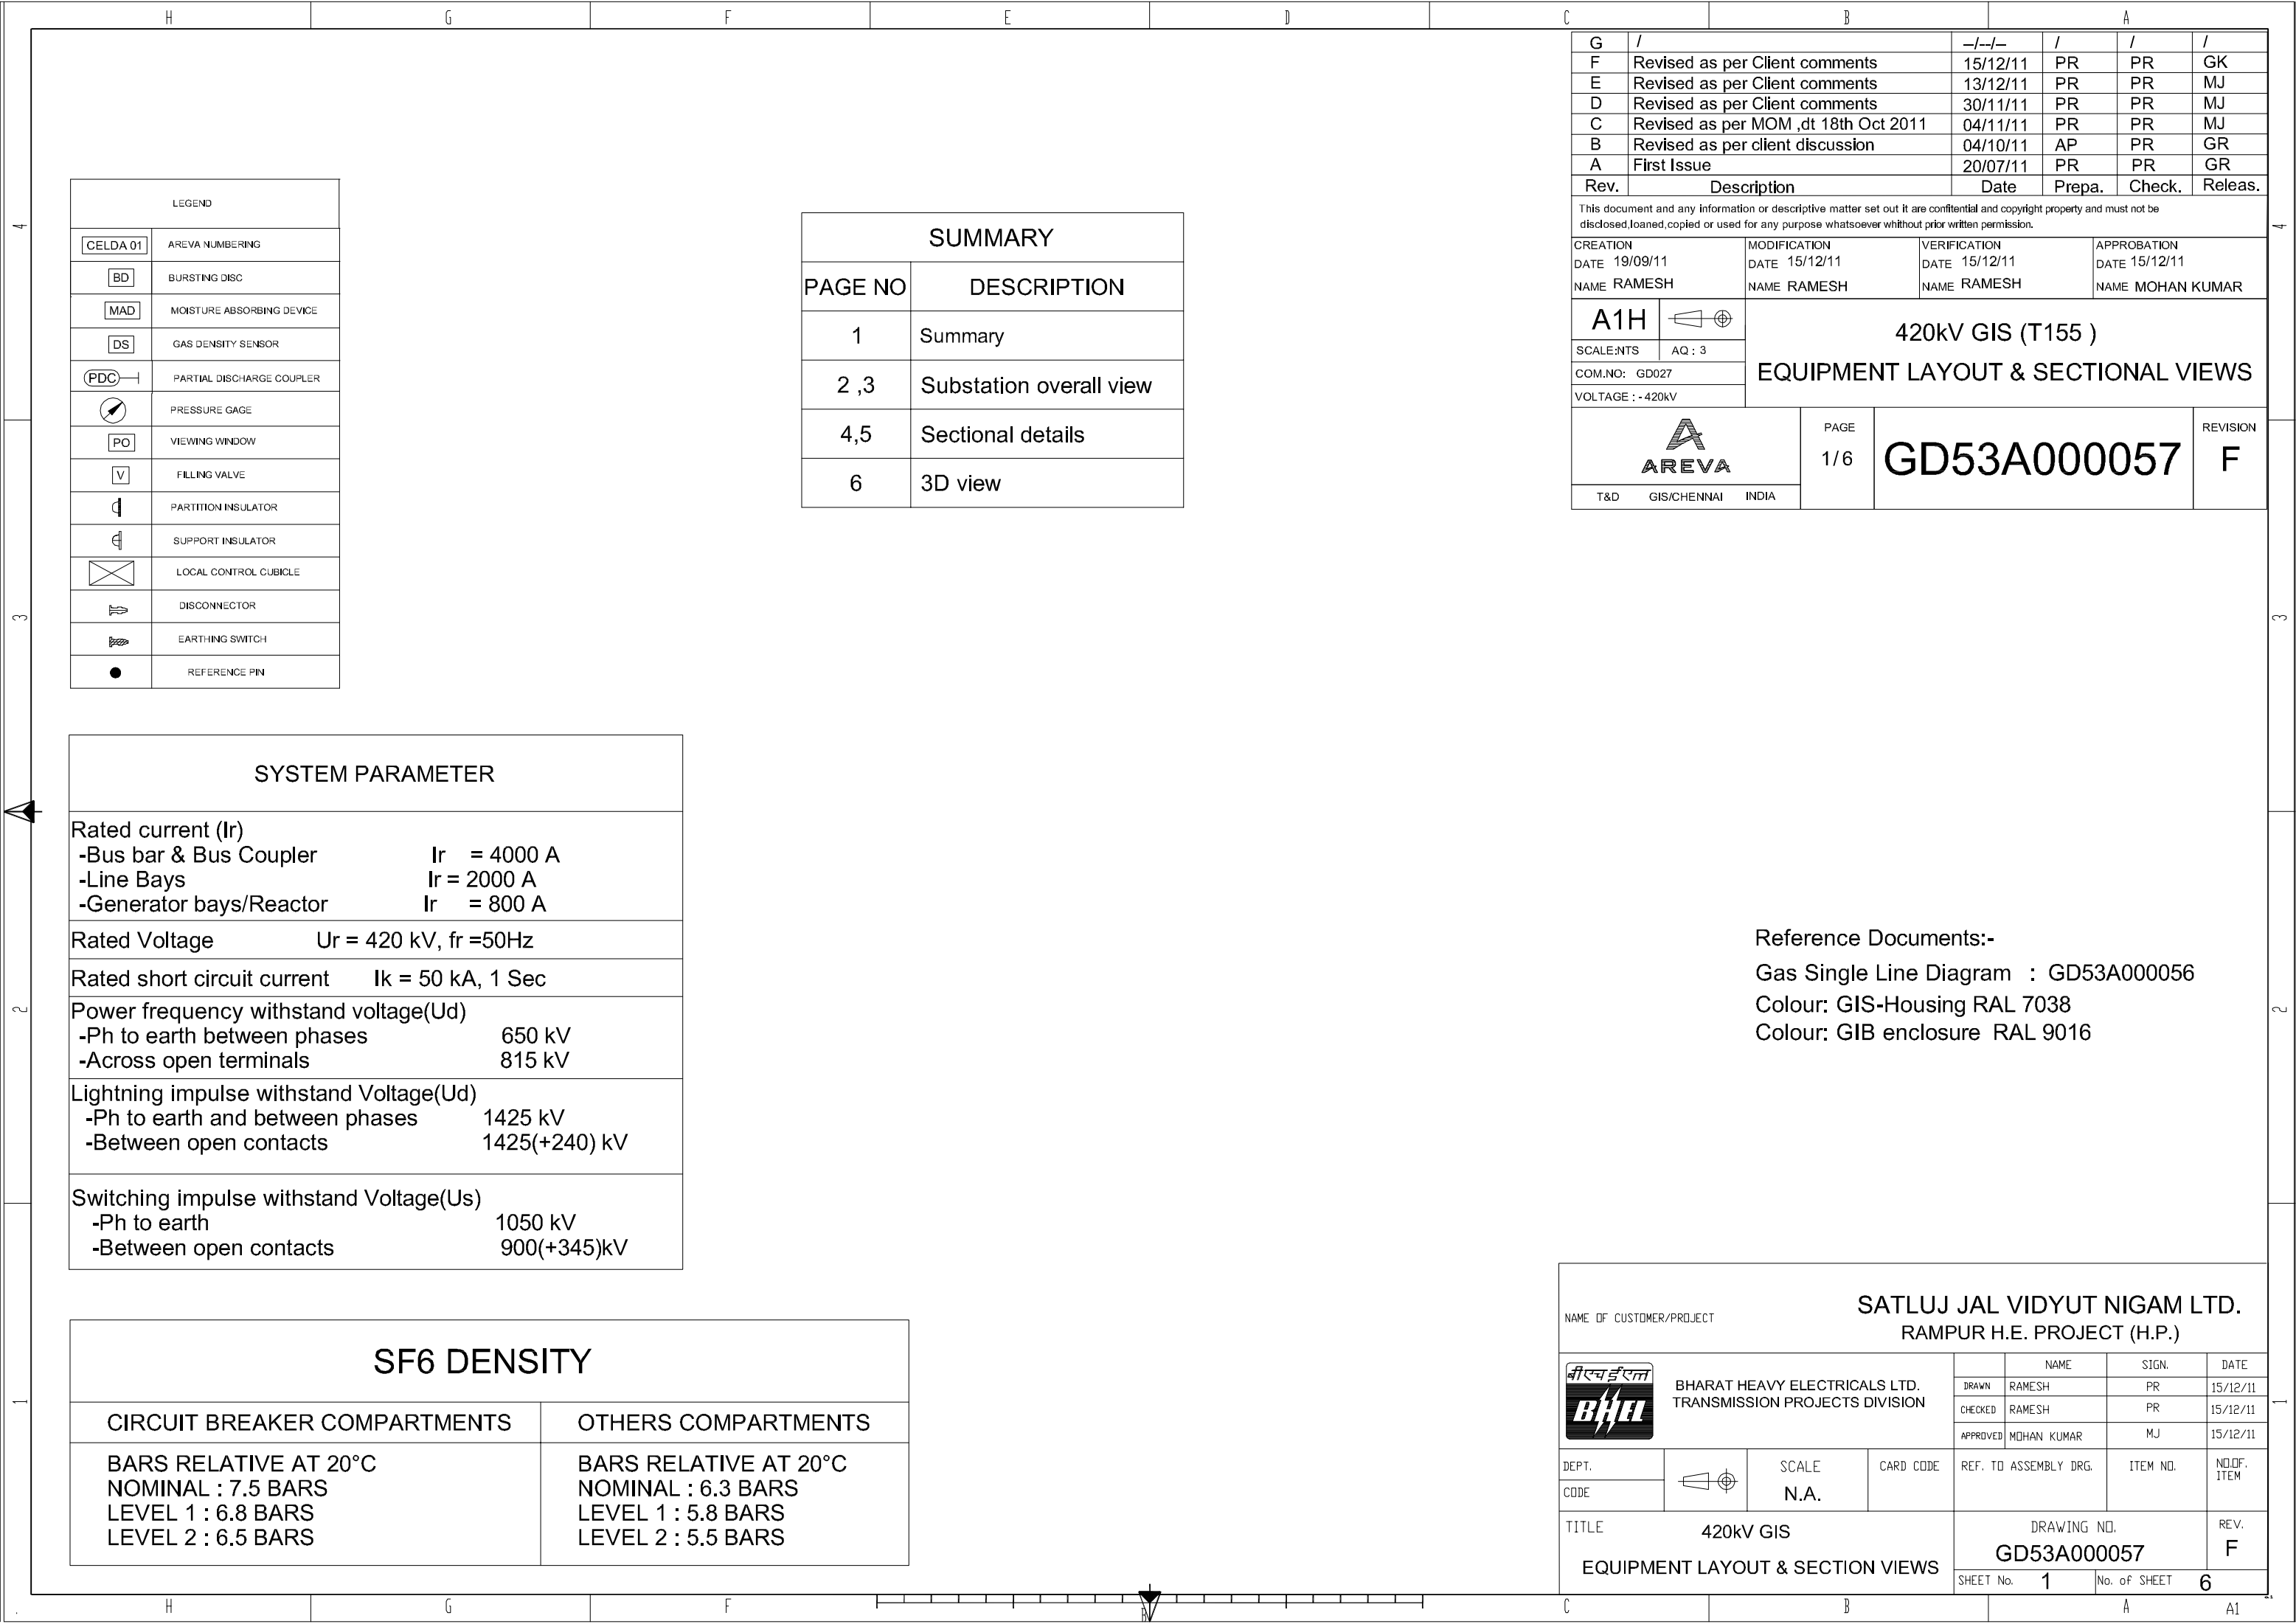 H G F E D C B A
G / –/--/– / / /
F Revised as per Client comments 15/12/11 PR PR GK
E Revised as per Client comments 13/12/11 PR PR MJ
D Revised as per Client comments 30/11/11 PR PR MJ
C Revised as per MOM ,dt 18th Oct 2011 04/11/11 PR PR MJ
B Revised as per client discussion 04/10/11 AP PR GR
A First Issue 20/07/11 PR PR GR
Rev. Description Date Prepa. Check. Releas.
This document and any information or descriptive matter set out it are confitential and copyright property and must not be
disclosed,loaned,copied or used for any purpose whatsoever whithout prior written permission.
CREATION MODIFICATION VERIFICATION APPROBATION
DATE 19/09/11 DATE 15/12/11 DATE 15/12/11 DATE 15/12/11
NAME RAMESH NAME RAMESH NAME RAMESH NAME MOHAN KUMAR
A1H
SCALE:NTS AQ : 3
COM.NO: GD027
VOLTAGE : - 420kV
420kV GIS (T155 )
EQUIPMENT LAYOUT & SECTIONAL VIEWS
AREVA
T&D GIS/CHENNAI INDIA
PAGE
1/6
GD53A000057
REVISION
F
LEGEND
CELDA 01 AREVA NUMBERING
BD BURSTING DISC
MAD MOISTURE ABSORBING DEVICE
DS GAS DENSITY SENSOR
PDC PARTIAL DISCHARGE COUPLER
PRESSURE GAGE
PO VIEWING WINDOW
V FILLING VALVE
PARTITION INSULATOR
SUPPORT INSULATOR
LOCAL CONTROL CUBICLE
DISCONNECTOR
EARTHING SWITCH
REFERENCE PIN
SUMMARY
PAGE NO DESCRIPTION
1 Summary
2 ,3 Substation overall view
4,5 Sectional details
6 3D view
4 4
3 3
2 2
1 1
SYSTEM PARAMETER
Rated current (Ir)
-Bus bar & Bus Coupler Ir = 4000 A
-Line Bays Ir = 2000 A
-Generator bays/Reactor Ir = 800 A
Rated Voltage Ur = 420 kV, fr =50Hz
Rated short circuit current Ik = 50 kA, 1 Sec
Power frequency withstand voltage(Ud)
-Ph to earth between phases 650 kV
-Across open terminals 815 kV
Lightning impulse withstand Voltage(Ud)
-Ph to earth and between phases 1425 kV
-Between open contacts 1425(+240) kV
Switching impulse withstand Voltage(Us)
-Ph to earth 1050 kV
-Between open contacts 900(+345)kV
Reference Documents:-
Gas Single Line Diagram : GD53A000056
Colour: GIS-Housing RAL 7038
Colour: GIB enclosure RAL 9016
SF6 DENSITY
CIRCUIT BREAKER COMPARTMENTS
BARS RELATIVE AT 20°C
NOMINAL : 7.5 BARS
LEVEL 1 : 6.8 BARS
LEVEL 2 : 6.5 BARS
OTHERS COMPARTMENTS
BARS RELATIVE AT 20°C
NOMINAL : 6.3 BARS
LEVEL 1 : 5.8 BARS
LEVEL 2 : 5.5 BARS
NAME OF CUSTOMER/PROJECT
SATLUJ JAL VIDYUT NIGAM LTD.
RAMPUR H.E. PROJECT (H.P.)
बीएचईएल
BHEL
BHARAT HEAVY ELECTRICALS LTD.
TRANSMISSION PROJECTS DIVISION
NAME SIGN. DATE
DRAWN RAMESH PR 15/12/11
CHECKED RAMESH PR 15/12/11
APPROVED MOHAN KUMAR MJ 15/12/11
DEPT.
CODE
SCALE
N.A.
CARD CODE
REF. TO ASSEMBLY DRG.
ITEM NO.
NO.OF.
ITEM
TITLE
420kV GIS
EQUIPMENT LAYOUT & SECTION VIEWS
DRAWING NO.
GD53A000057
REV.
F
SHEET No. 1 No. of SHEET 6
H G F C B A A1